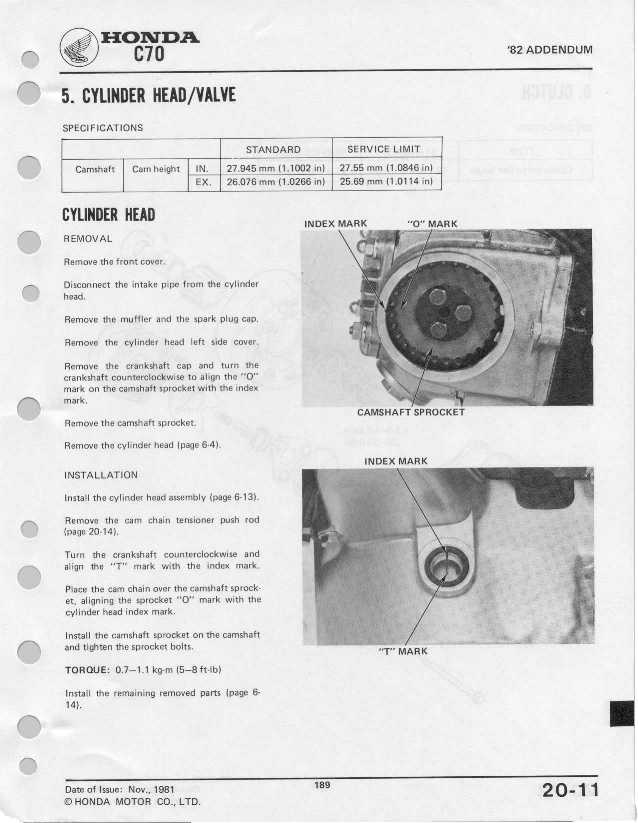 HONDA
C70
'82 ADDENDUM
5. CYLINDER HEAD/VALVE
SPECIFICATIONS
STANDARD SERVICE LIMIT
Camshaft Cam height IN. 27.945 mm (1.1002 in) 27.55 mm (1.0846 in)
EX. 26.076 mm (1.0266 in) 25.69 mm (1.0114 in)
CYLINDER HEAD
REMOVAL
Remove the front cover.
Disconnect the intake pipe from the cylinder
head.
Remove the muffler and the spark plug cap.
Remove the cylinder head left side cover.
Remove the crankshaft cap and turn the
crankshaft counterclockwise to align the "O"
mark on the camshaft sprocket with the index
mark.
Remove the camshaft sprocket.
Remove the cylinder head (page 6-4).
INDEX MARK "O" MARK
CAMSHAFT SPROCKET
INSTALLATION
Install the cylinder head assembly (page 6-13).
Remove the cam chain tensioner push rod
(page 20-14).
Turn the crankshaft counterclockwise and
align the "T" mark with the index mark.
Place the cam chain over the camshaft sprock-
et, aligning the sprocket "O" mark with the
cylinder head index mark.
Install the camshaft sprocket on the camshaft
and tighten the sprocket bolts.
TORQUE: 0.7–1.1 kg-m (5–8 ft-lb)
Install the remaining removed parts (page 6-
14).
INDEX MARK
"T" MARK
Date of Issue: Nov., 1981
© HONDA MOTOR CO., LTD.
189
20-11